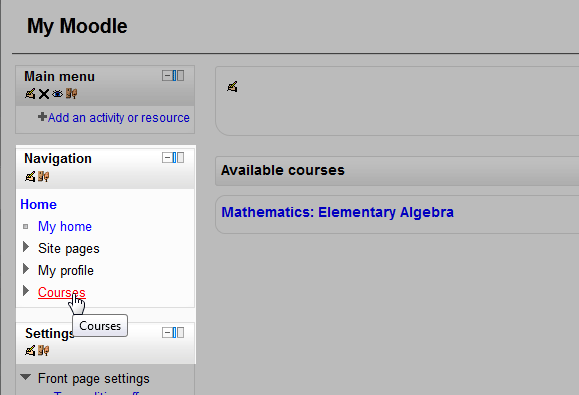 My Moodle
Main menu
Add an activity or resource
Navigation
Home
My home
Site pages
My profile
Courses
Courses
Settings
Front page settings
Available courses
Mathematics: Elementary Algebra